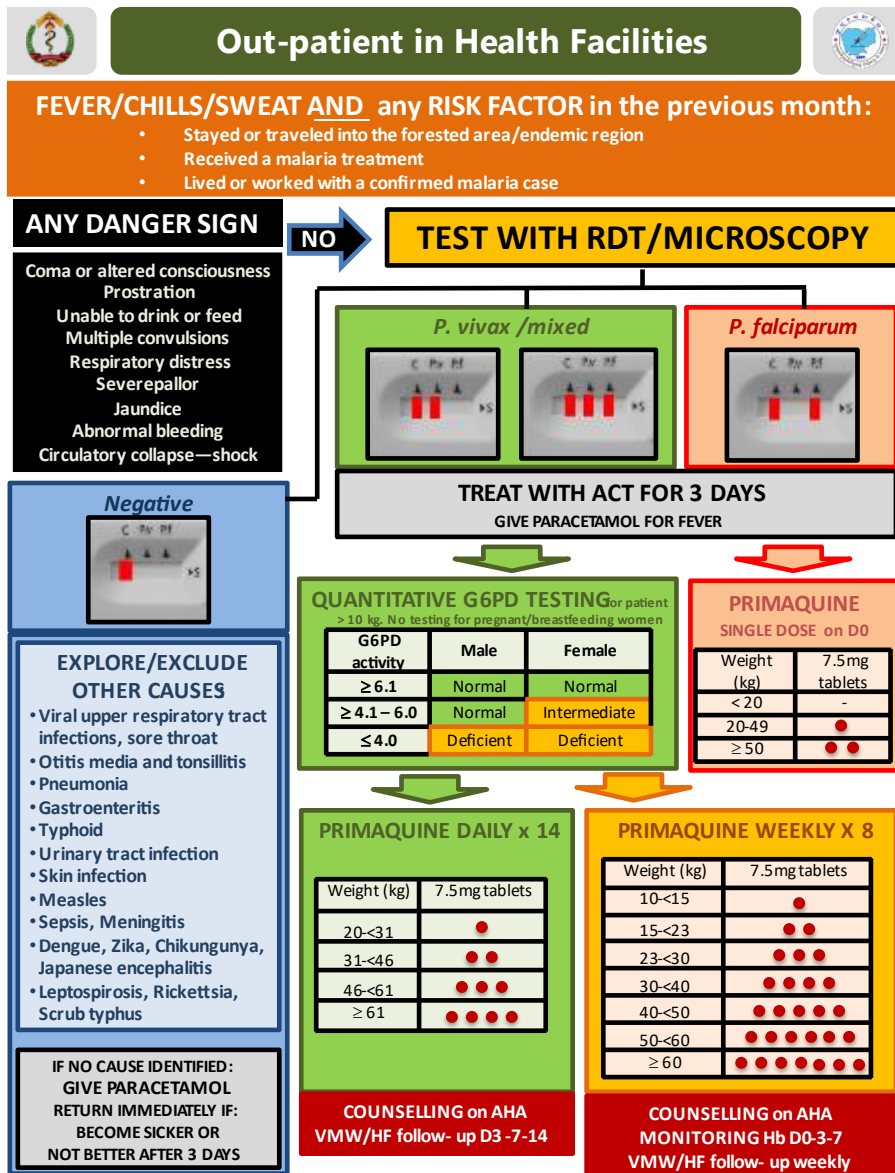 Out-patient in Health Facilities
FEVER/CHILLS/SWEAT AND any RISK FACTOR in the previous month:
• Stayed or traveled into the forested area/endemic region
• Received a malaria treatment
• Lived or worked with a confirmed malaria case
ANY DANGER SIGN
Coma or altered consciousness
Prostration
Unable to drink or feed
Multiple convulsions
Respiratory distress
Severepallor
Jaundice
Abnormal bleeding
Circulatory collapse—shock
NO
TEST WITH RDT/MICROSCOPY
P. vivax /mixed
C Pv Pf
S
C Pv Pf
S
P. falciparum
C Pv Pf
S
Negative
C Pv Pf
S
TREAT WITH ACT FOR 3 DAYS
GIVE PARACETAMOL FOR FEVER
QUANTITATIVE G6PD TESTING for patient
> 10 kg. No testing for pregnant/breastfeeding women
G6PD activity Male Female
≥ 6.1 Normal Normal
≥ 4.1 – 6.0 Normal Intermediate
≤ 4.0 Deficient Deficient
PRIMAQUINE
SINGLE DOSE on D0
Weight (kg) 7.5mg tablets
< 20 -
20-49
≥ 50
EXPLORE/EXCLUDE
OTHER CAUSES:
• Viral upper respiratory tract
infections, sore throat
• Otitis media and tonsillitis
• Pneumonia
• Gastroenteritis
• Typhoid
• Urinary tract infection
• Skin infection
• Measles
• Sepsis, Meningitis
• Dengue, Zika, Chikungunya,
Japanese encephalitis
• Leptospirosis, Rickettsia,
Scrub typhus
IF NO CAUSE IDENTIFIED:
GIVE PARACETAMOL
RETURN IMMEDIATELY IF:
BECOME SICKER OR
NOT BETTER AFTER 3 DAYS
PRIMAQUINE DAILY x 14
Weight (kg) 7.5mg tablets
20-<31
31-<46
46-<61
≥ 61
COUNSELLING on AHA
VMW/HF follow- up D3 -7-14
PRIMAQUINE WEEKLY X 8
Weight (kg) 7.5mg tablets
10-<15
15-<23
23-<30
30-<40
40-<50
50-<60
≥ 60
COUNSELLING on AHA
MONITORING Hb D0-3-7
VMW/HF follow- up weekly